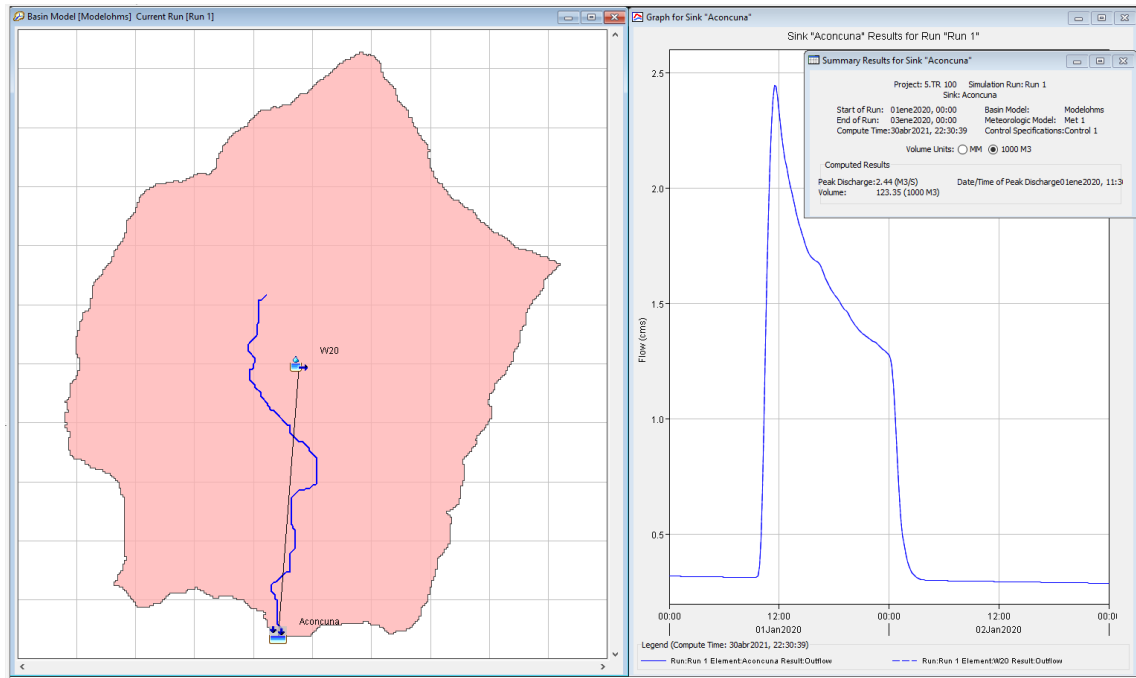 Basin Model [Modelohms] Current Run [Run 1]
W20
Aconcuna
Graph for Sink "Aconcuna"
Sink "Aconcuna" Results for Run "Run 1"
Summary Results for Sink "Aconcuna"
Project: 5.TR 100 Simulation Run: Run 1
Sink: Aconcuna
Start of Run: 01ene2020, 00:00 Basin Model: Modelohms
End of Run: 03ene2020, 00:00 Meteorologic Model: Met 1
Compute Time:30abr2021, 22:30:39 Control Specifications:Control 1
Volume Units: MM 1000 M3
Computed Results
Peak Discharge:2.44 (M3/S) Date/Time of Peak Discharge01ene2020, 11:3
Volume: 123.35 (1000 M3)
2.5
2.0
1.5
1.0
0.5
Flow (cms)
00:00 12:00 00:00 12:00 00:0
01Jan2020 02Jan2020
Legend (Compute Time: 30abr2021, 22:30:39)
Run:Run 1 Element:Aconcuna Result:Outflow Run:Run 1 Element:W20 Result:Outflow